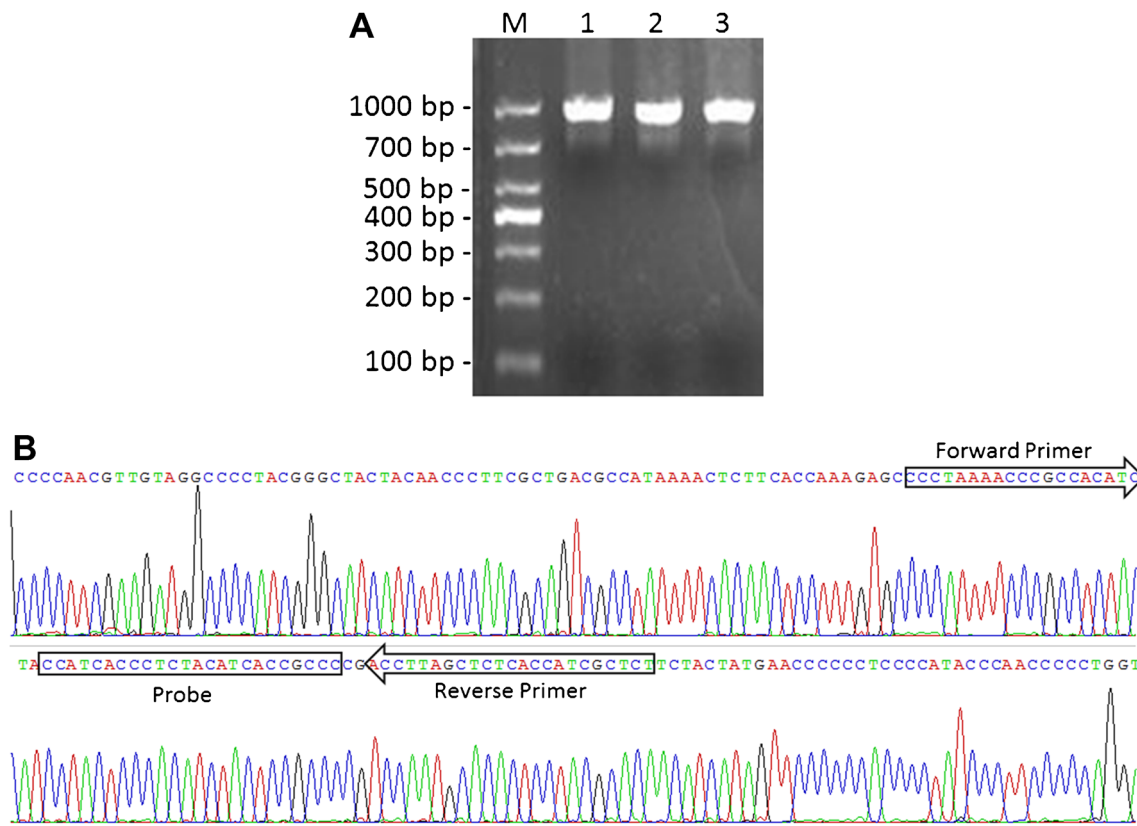 A
M 1 2 3
1000 bp -
700 bp -
500 bp -
400 bp -
300 bp -
200 bp -
100 bp -
B
Forward Primer
CCCCAACGTTGTAGGCCCCTACGGGCTACTACAACCCTTCGCTGACGCCATAAAACTCTTCACCAAAGAGCCCCTAAAACCCGCCACATC
TACCATCACCCTCTACATCACCGCCCCGACCTTAGCTCTCACCATCGCTCTTCTACTATGAACCCCCCTCCCCATACCCAACCCCCTGGT
Probe
Reverse Primer